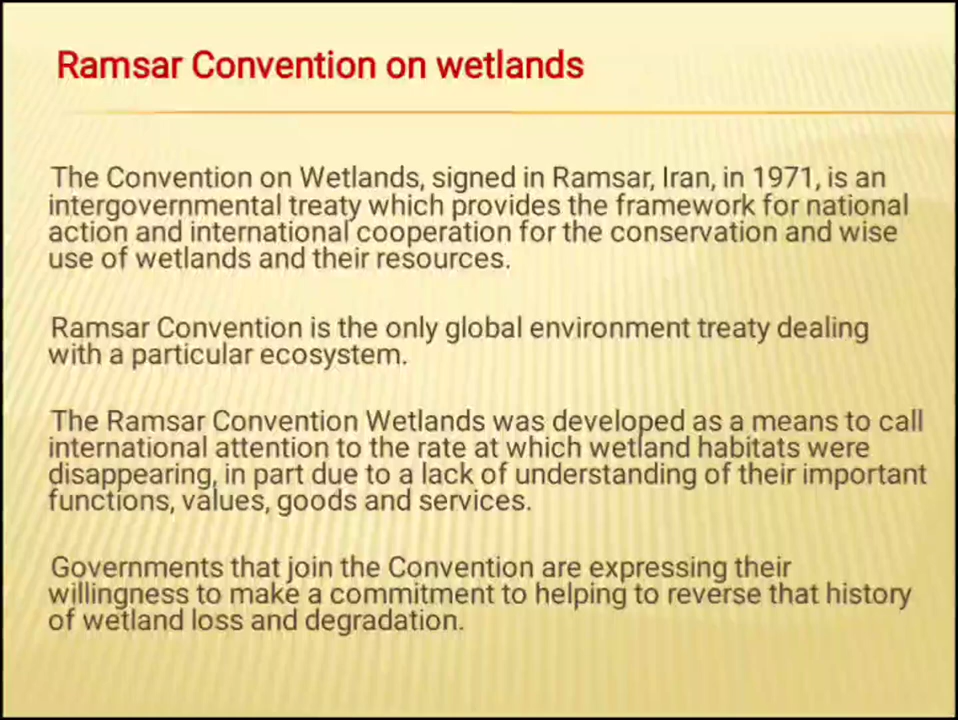 Ramsar Convention on wetlands
The Convention on Wetlands, signed in Ramsar, Iran, in 1971, is an
intergovernmental treaty which provides the framework for national
action and international cooperation for the conservation and wise
use of wetlands and their resources.
Ramsar Convention is the only global environment treaty dealing
with a particular ecosystem.
The Ramsar Convention Wetlands was developed as a means to call
international attention to the rate at which wetland habitats were
disappearing, in part due to a lack of understanding of their important
functions, values, goods and services.
Governments that join the Convention are expressing their
willingness to make a commitment to helping to reverse that history
of wetland loss and degradation.